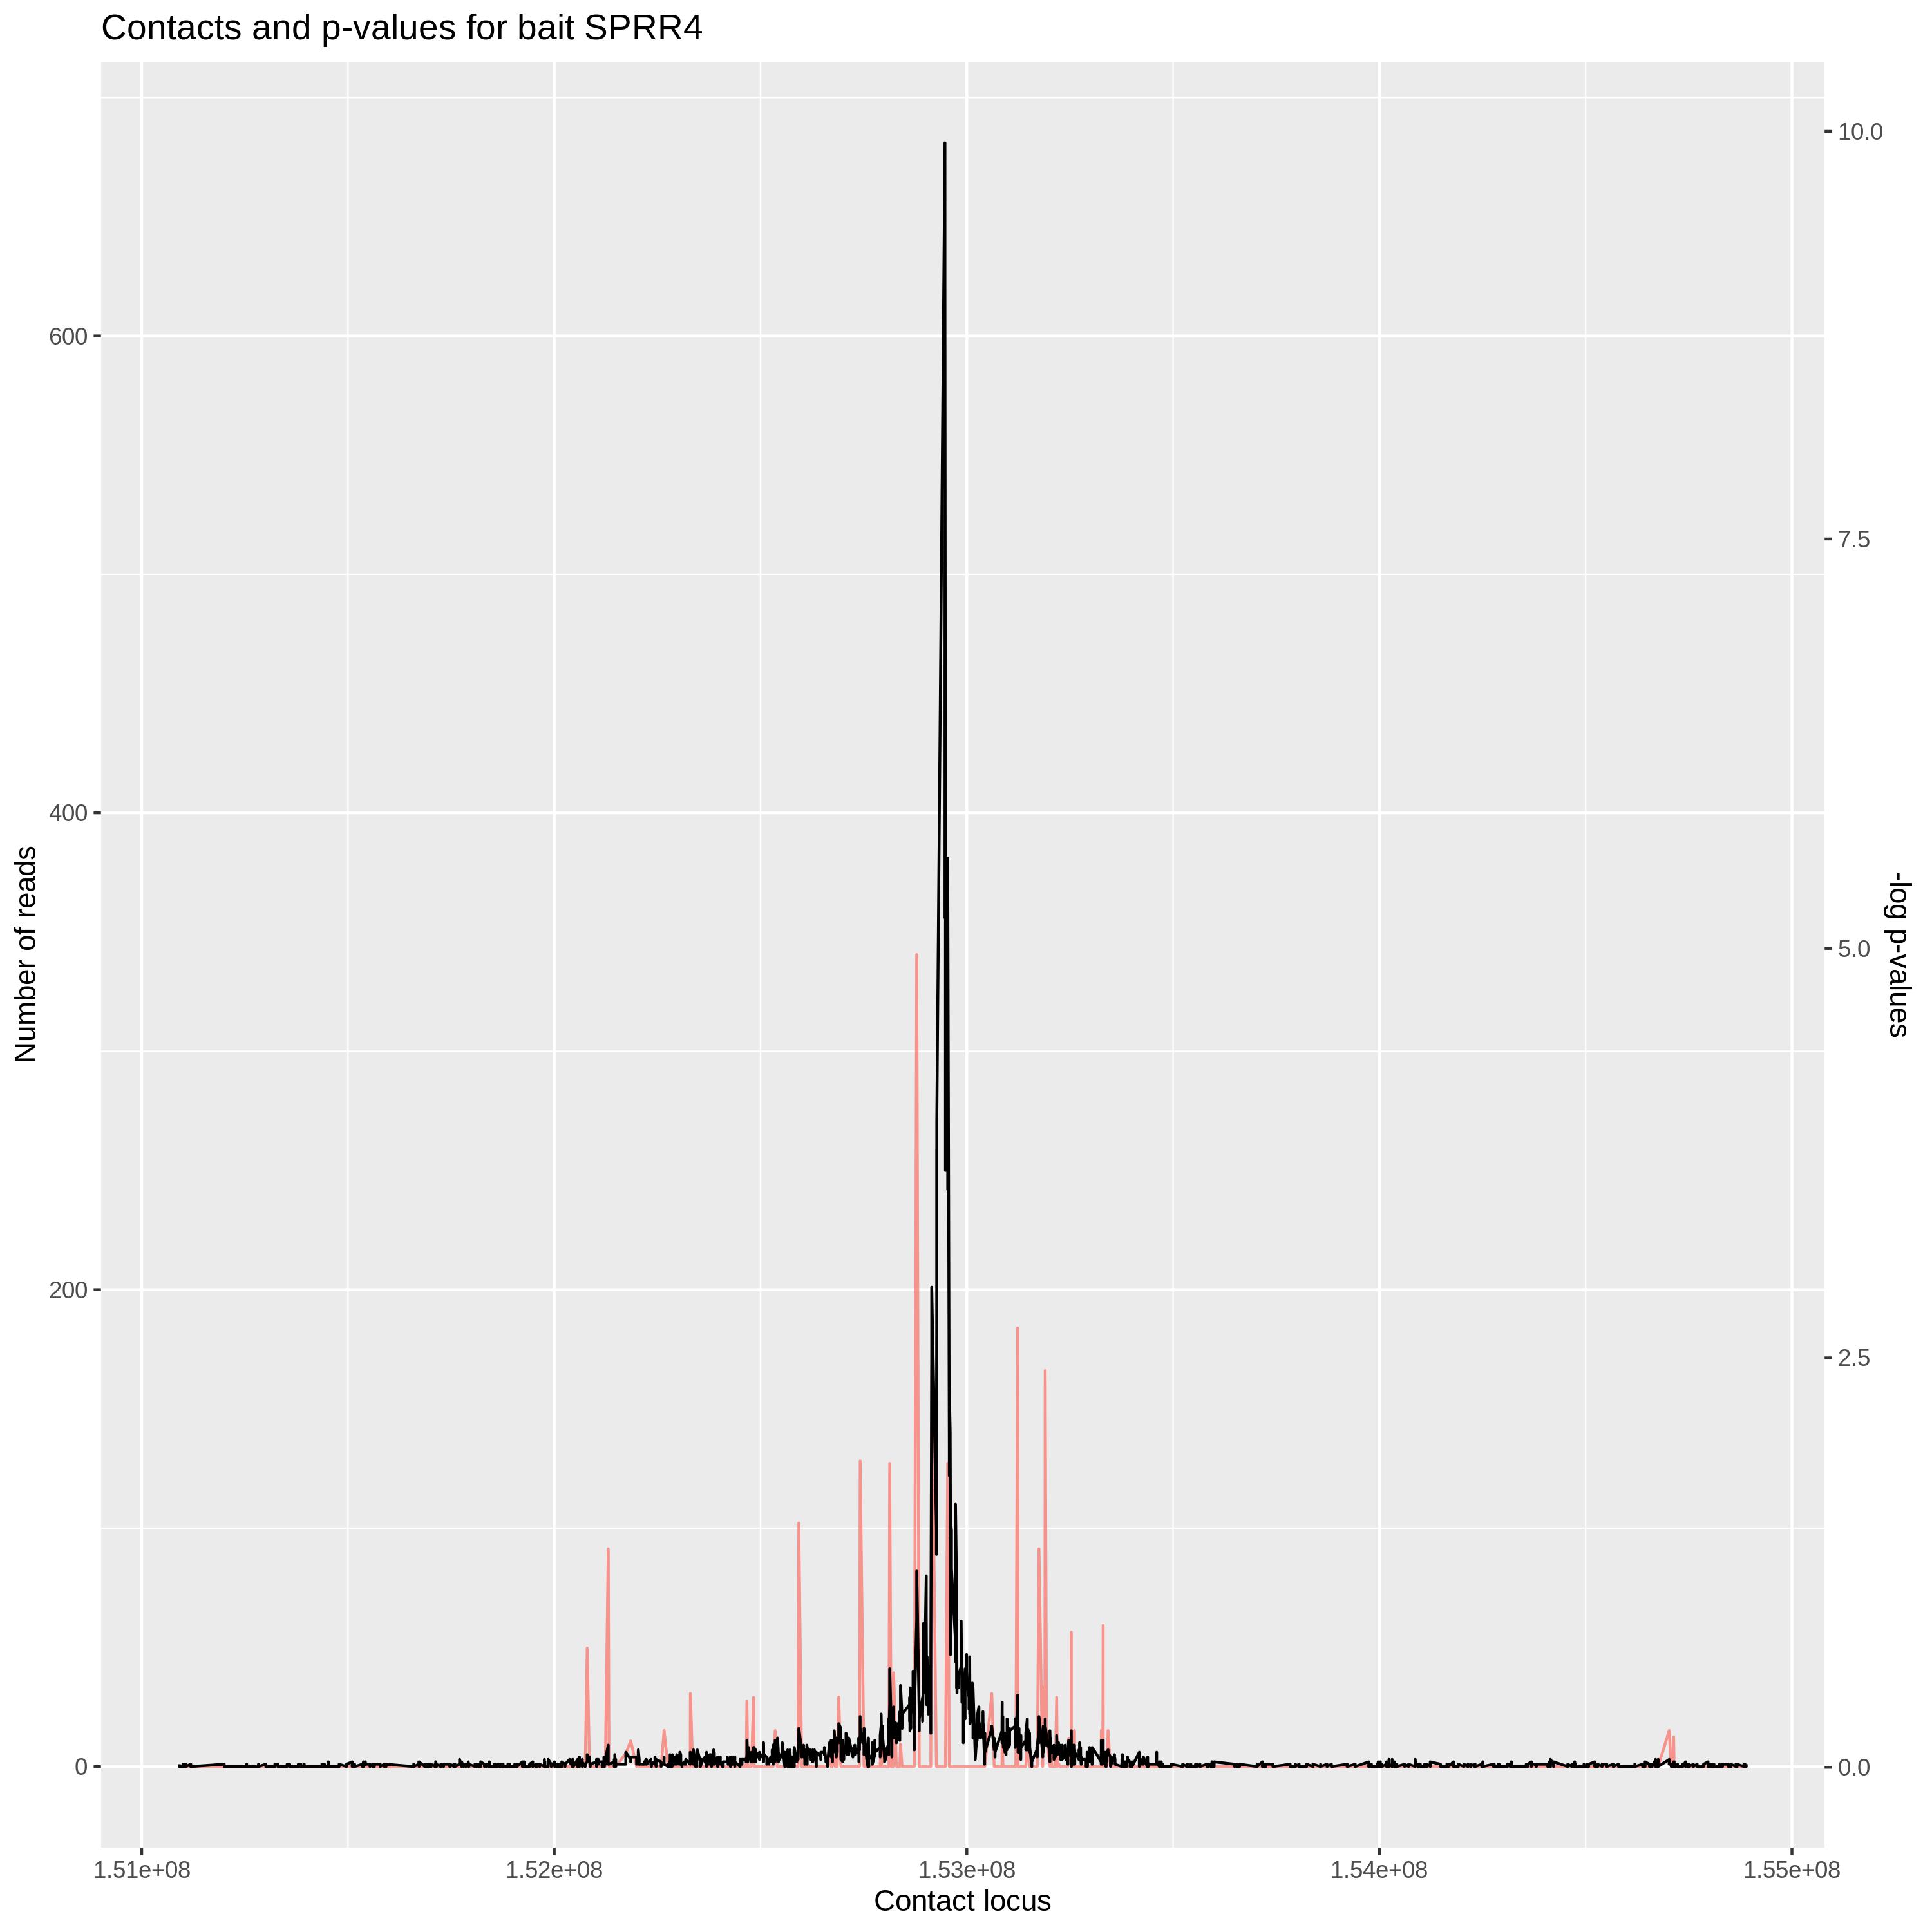 Contacts and p-values for bait SPRR4
Number of reads
600
400
200
0
10.0
7.5
5.0
2.5
0.0
-log p-values
1.51e+08
1.52e+08
1.53e+08
1.54e+08
1.55e+08
Contact locus